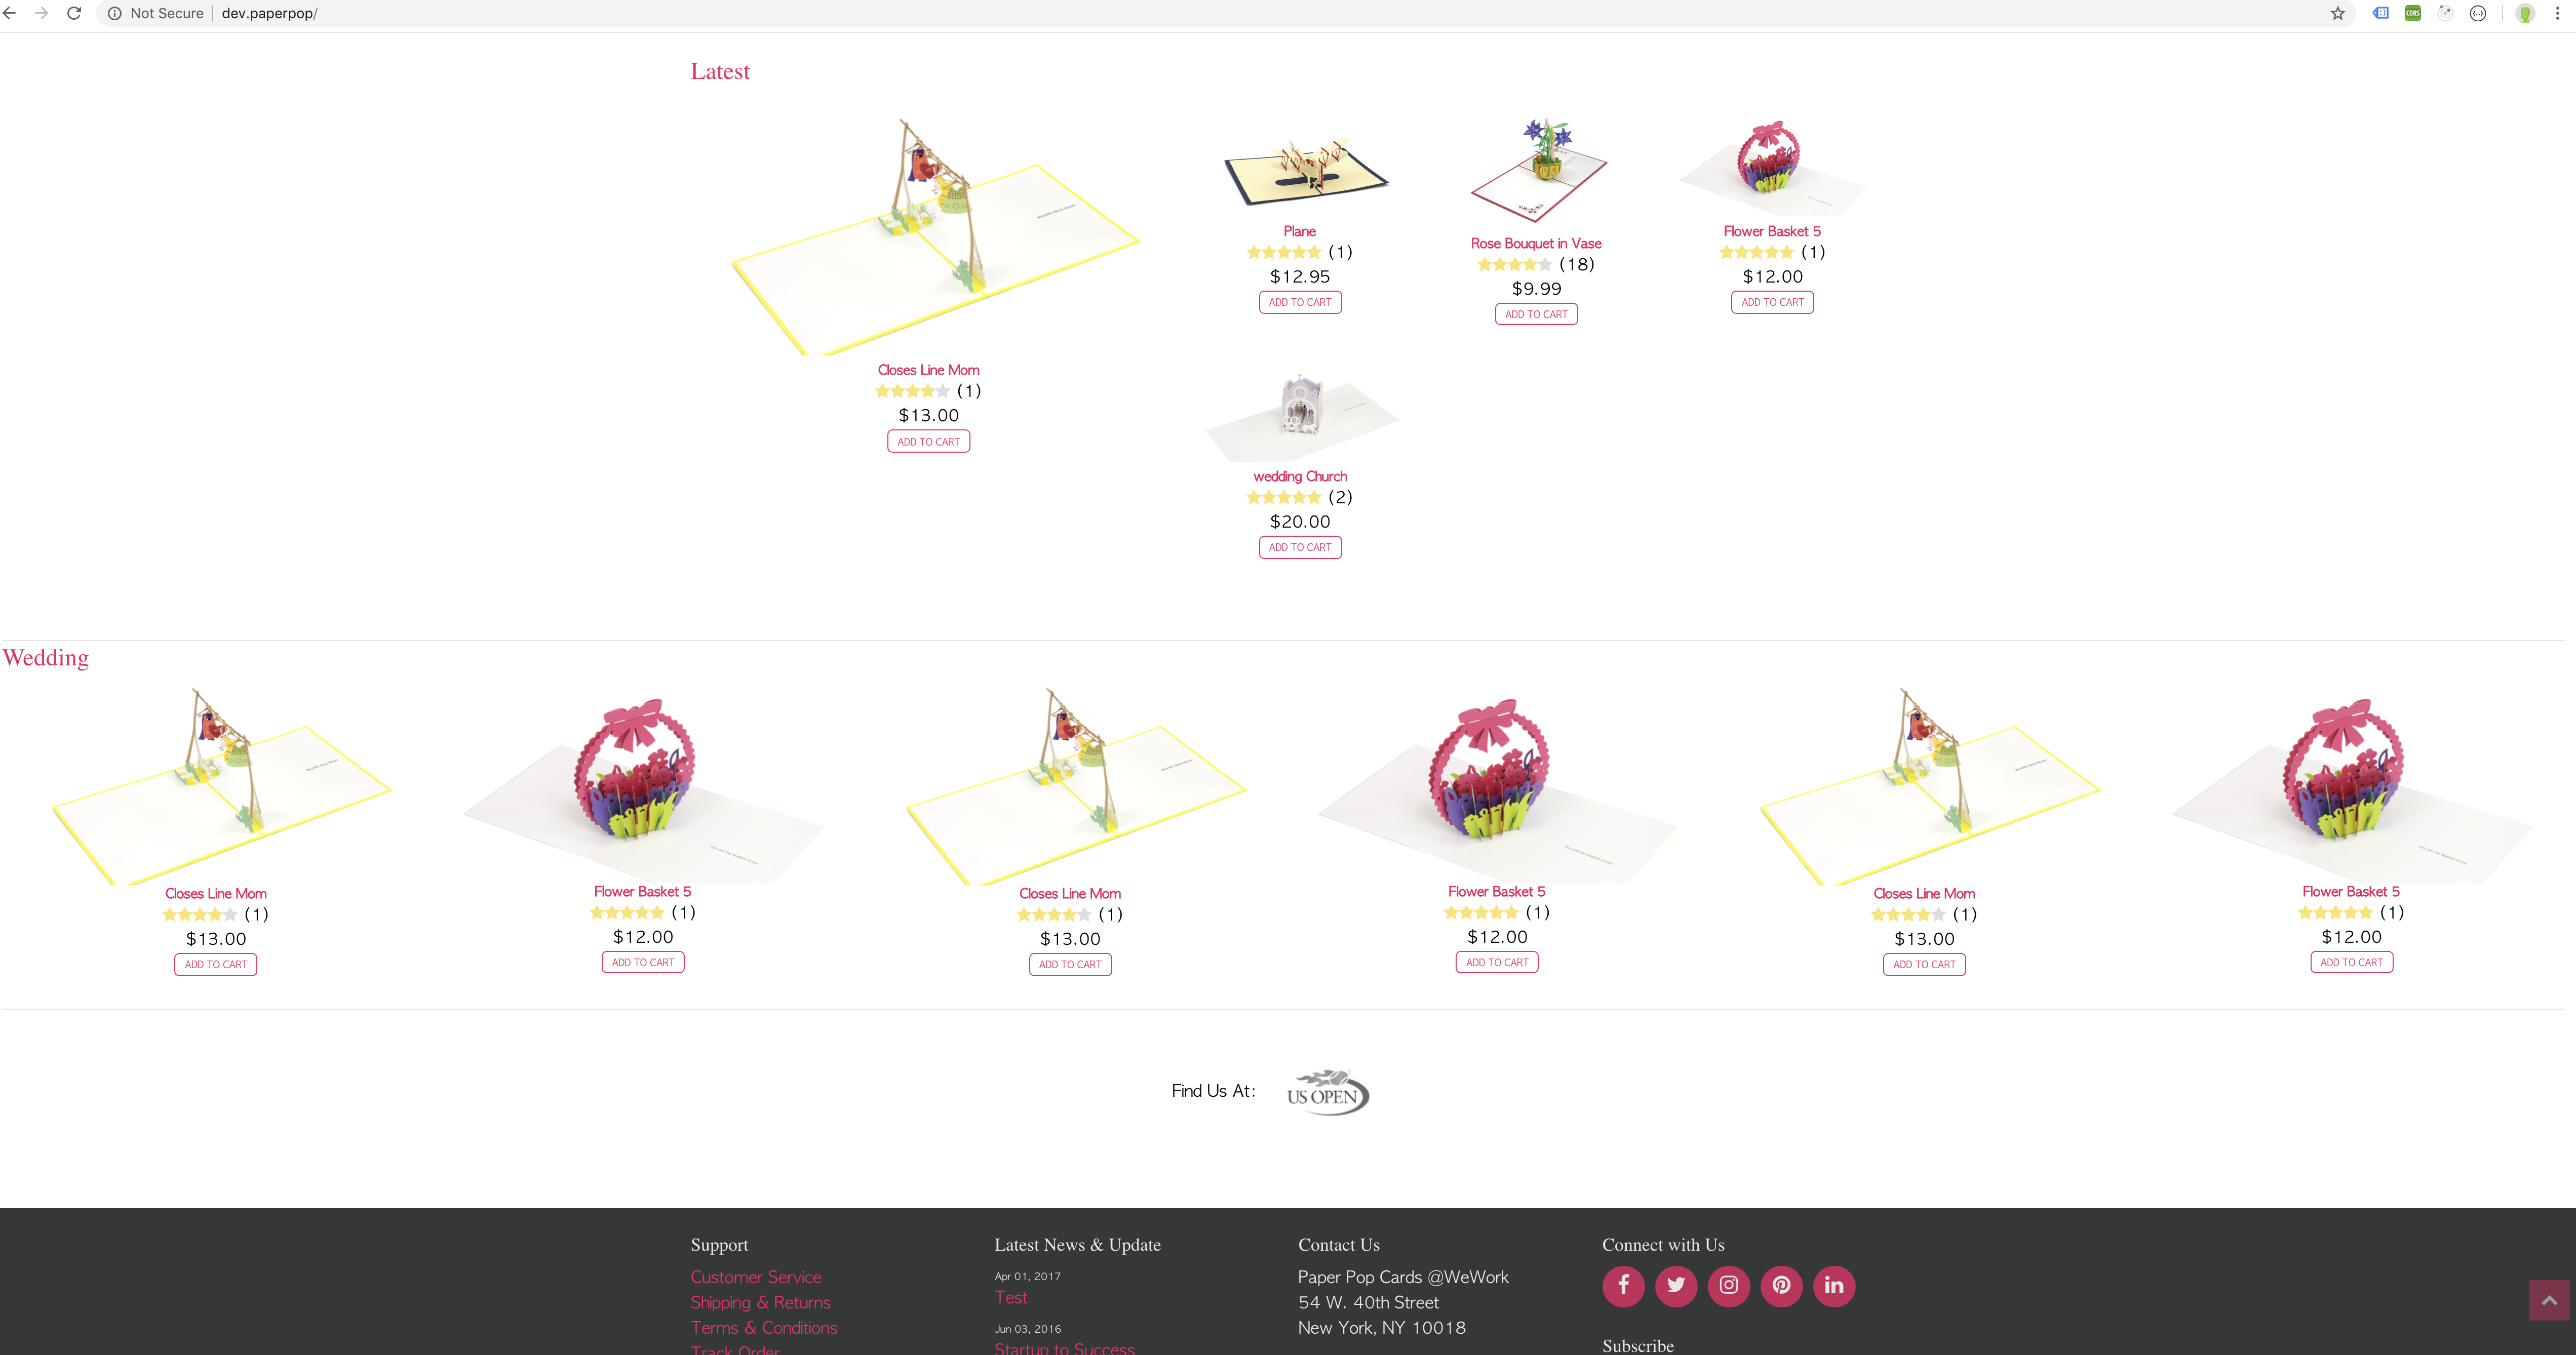 Not Secure | dev.paperpop/
CORS
Latest
Closes Line Mom
(1)
$13.00
ADD TO CART
Plane
(1)
$12.95
ADD TO CART
Rose Bouquet in Vase
(18)
$9.99
ADD TO CART
Flower Basket 5
(1)
$12.00
ADD TO CART
wedding Church
(2)
$20.00
ADD TO CART
Wedding
Closes Line Mom
(1)
$13.00
ADD TO CART
Flower Basket 5
(1)
$12.00
ADD TO CART
Closes Line Mom
(1)
$13.00
ADD TO CART
Flower Basket 5
(1)
$12.00
ADD TO CART
Closes Line Mom
(1)
$13.00
ADD TO CART
Flower Basket 5
(1)
$12.00
ADD TO CART
Find Us At:
US OPEN
Support
Customer Service
Shipping & Returns
Terms & Conditions
Track Order
Latest News & Update
Apr 01, 2017
Test
Jun 03, 2016
Startup to Success
Contact Us
Paper Pop Cards @WeWork
54 W. 40th Street
New York, NY 10018
Connect with Us
Subscribe